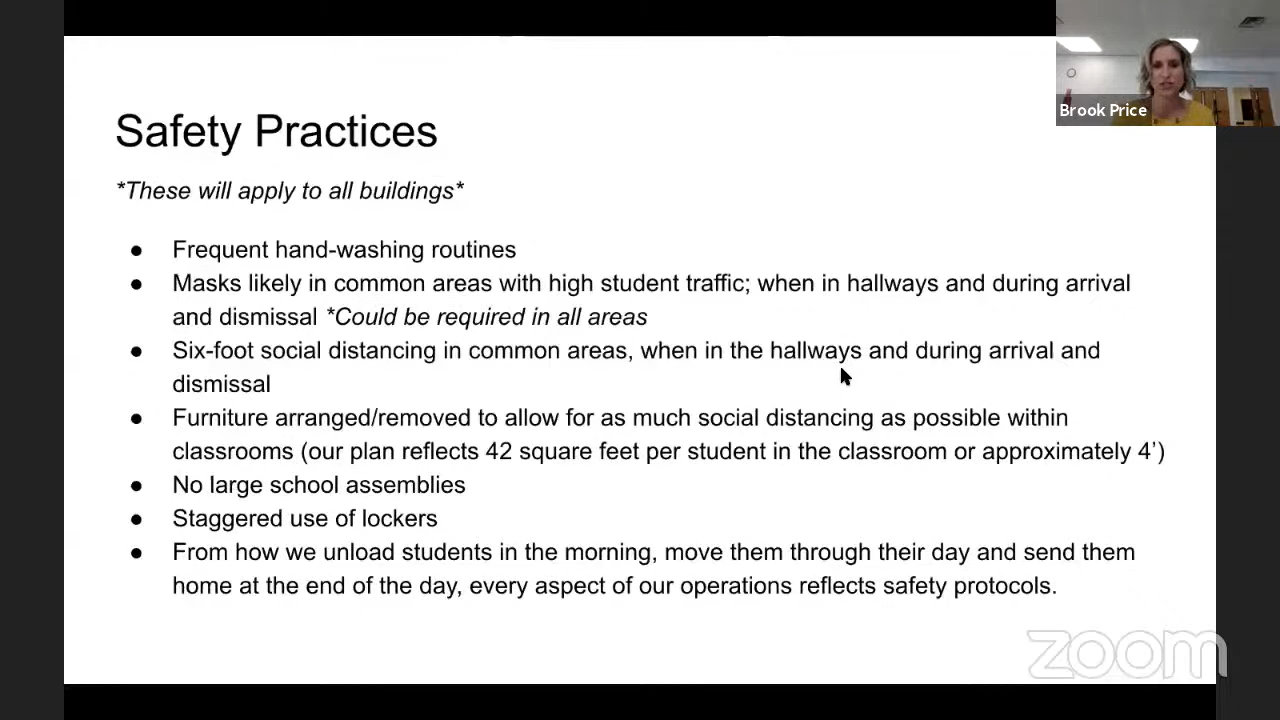 Brook Price
Safety Practices
*These will apply to all buildings*
● Frequent hand-washing routines
● Masks likely in common areas with high student traffic; when in hallways and during arrival
and dismissal *Could be required in all areas
● Six-foot social distancing in common areas, when in the hallways and during arrival and
dismissal
● Furniture arranged/removed to allow for as much social distancing as possible within
classrooms (our plan reflects 42 square feet per student in the classroom or approximately 4’)
● No large school assemblies
● Staggered use of lockers
● From how we unload students in the morning, move them through their day and send them
home at the end of the day, every aspect of our operations reflects safety protocols.
zoom